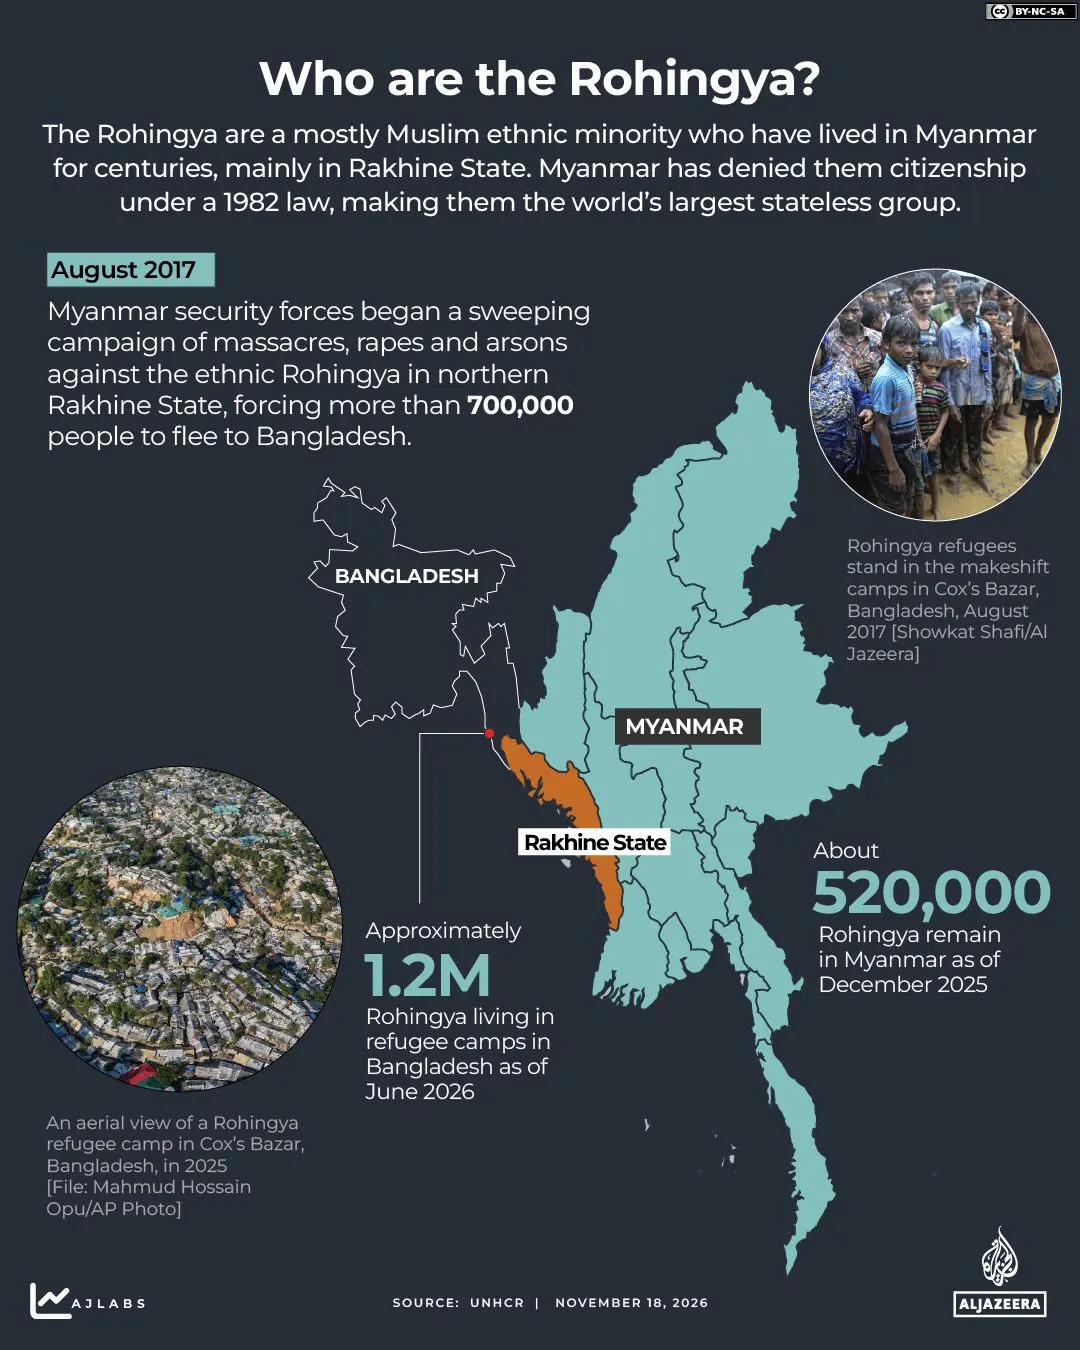 BY-NC-SA
Who are the Rohingya?
The Rohingya are a mostly Muslim ethnic minority who have lived in Myanmar
for centuries, mainly in Rakhine State. Myanmar has denied them citizenship
under a 1982 law, making them the world's largest stateless group.
August 2017
Myanmar security forces began a sweeping
campaign of massacres, rapes and arsons
against the ethnic Rohingya in northern
Rakhine State, forcing more than 700,000
people to flee to Bangladesh.
Rohingya refugees
stand in the makeshift
camps in Cox's Bazar,
Bangladesh, August
2017 [Showkat Shafi/Al
Jazeera]
BANGLADESH
MYANMAR
Rakhine State
About
520,000
Rohingya remain
in Myanmar as of
December 2025
Approximately
1.2M
Rohingya living in
refugee camps in
Bangladesh as of
June 2026
An aerial view of a Rohingya
refugee camp in Cox's Bazar,
Bangladesh, in 2025
[File: Mahmud Hossain
Opu/AP Photo]
AJLABS
SOURCE: UNHCR | NOVEMBER 18, 2026
ALJAZEERA